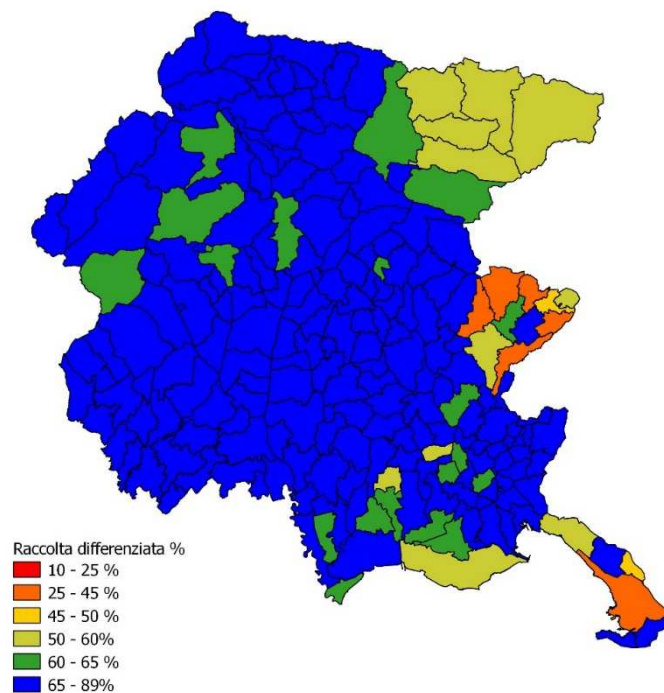 Raccolta differenziata %
10 - 25 %
25 - 45 %
45 - 50 %
50 - 60%
60 - 65 %
65 - 89%